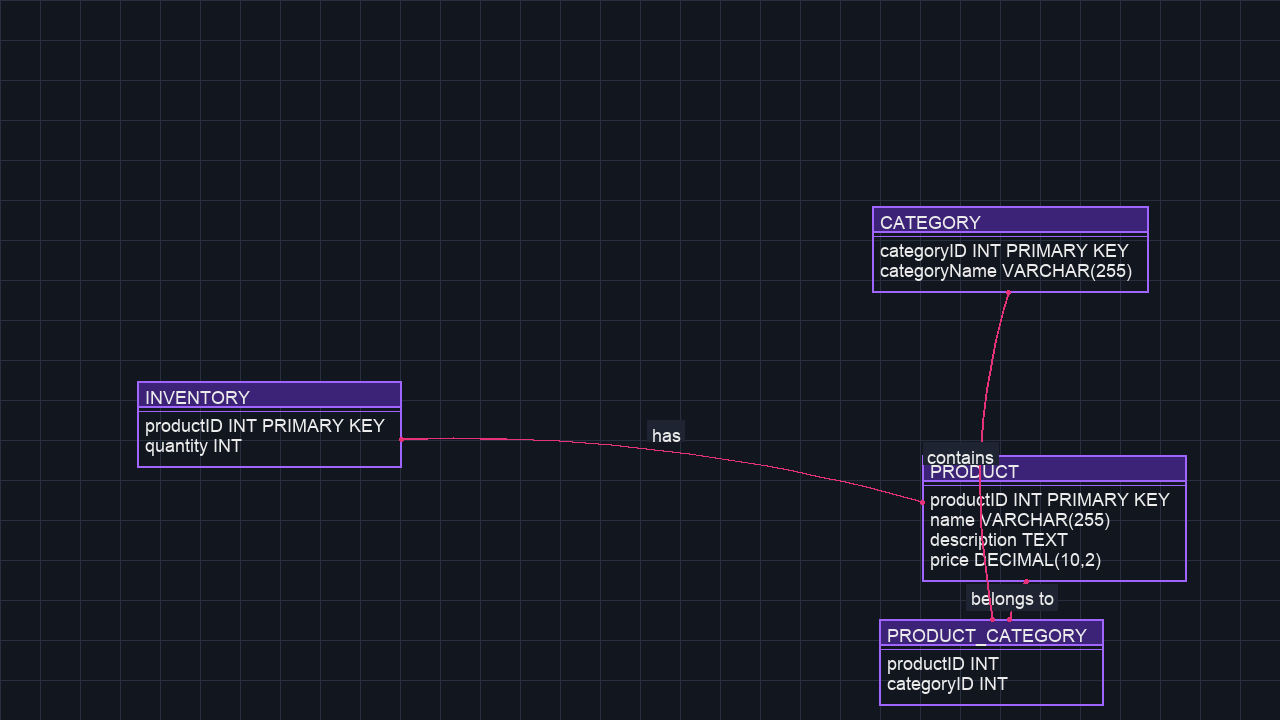 CATEGORY
categoryID INT PRIMARY KEY
categoryName VARCHAR(255)
INVENTORY
productID INT PRIMARY KEY
quantity INT
has
contains
PRODUCT
productID INT PRIMARY KEY
name VARCHAR(255)
description TEXT
price DECIMAL(10,2)
belongs to
PRODUCT_CATEGORY
productID INT
categoryID INT